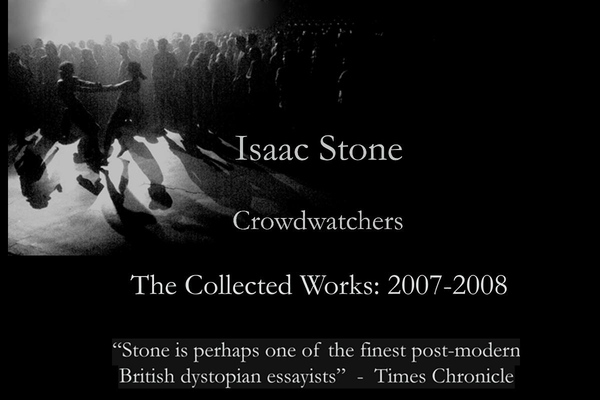 Isaac Stone
Crowdwatchers
The Collected Works: 2007-2008
“Stone is perhaps one of the finest post-modern
British dystopian essayists” - Times Chronicle